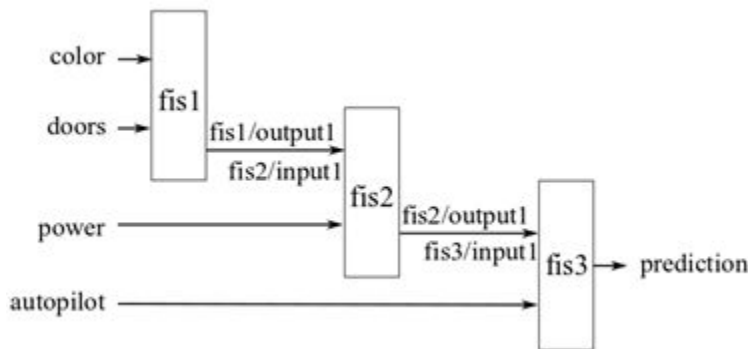 color
fis1
doors
fis1/output1
fis2/input1
fis2
power
fis2/output1
fis3/input1
fis3
prediction
autopilot